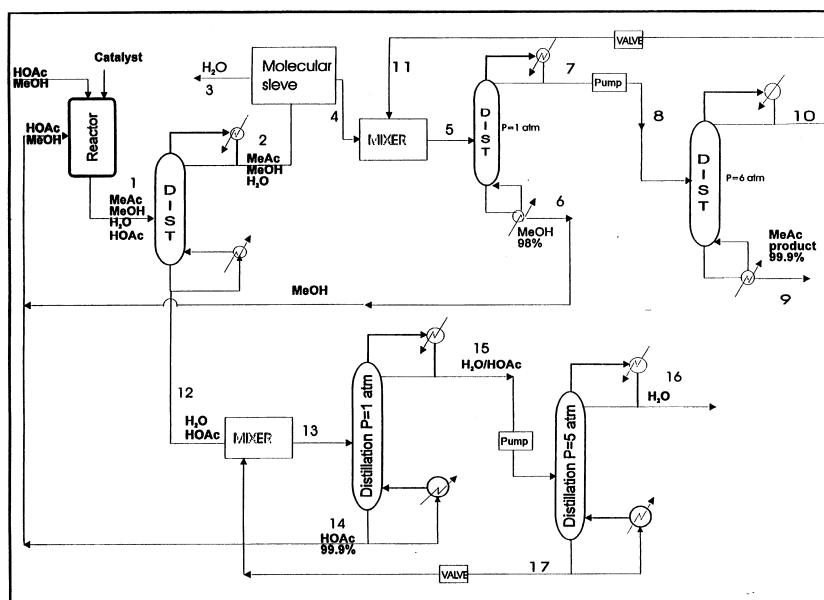 Catalyst
HOAc
MeOH
HOAc
MeOH
Reactor
1
MeAc
MeOH
H₂O
HOAc
DIST
H₂O
3
Molecular
sieve
2
MeAc
MeOH
H₂O
4
11
MIXER
5
DIST
P=1 atm
7
Pump
VALVE
8
10
DIST
P=6 atm
6
MeOH
98%
MeAc
product
99.9%
9
MeOH
12
H₂O
HOAc
MIXER
13
Distillation P=1 atm
15
H₂O/HOAc
Pump
Distillation P=5 atm
16
H₂O
14
HOAc
99.9%
VALVE
17